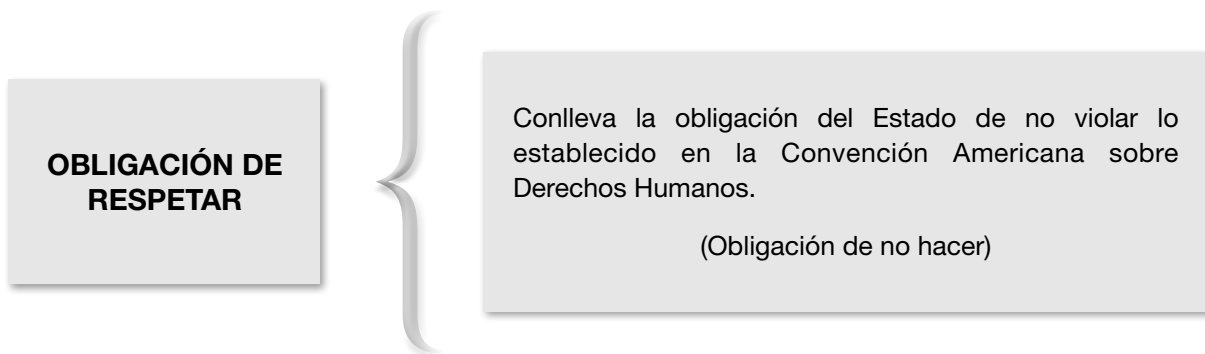 OBLIGACIÓN DE
RESPETAR
Conlleva la obligación del Estado de no violar lo
establecido en la Convención Americana sobre
Derechos Humanos.
(Obligación de no hacer)